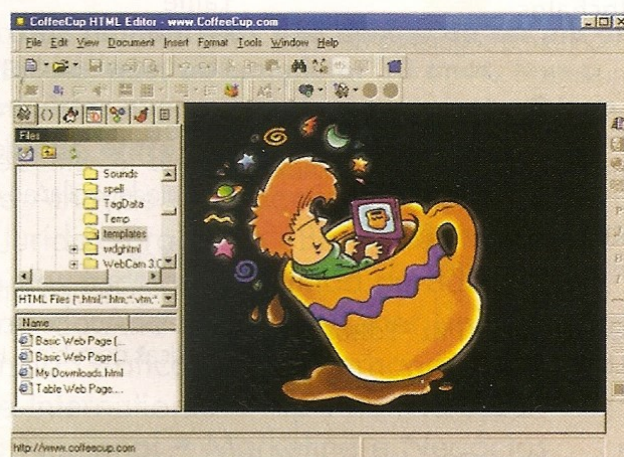 CoffeeCup HTML Editor - www.CoffeeCup.com
File Edit View Document Insert Format Tools Window Help
Files
Sounds
spell
TagData
Temp
templates
wdghtml
WebCam 3.0
HTML Files (*.html;*.htm;*.vtm;*.
Name
Basic Web Page (...
Basic Web Page (...
My Downloads.html
Table Web Page....
http://www.coffeecup.com